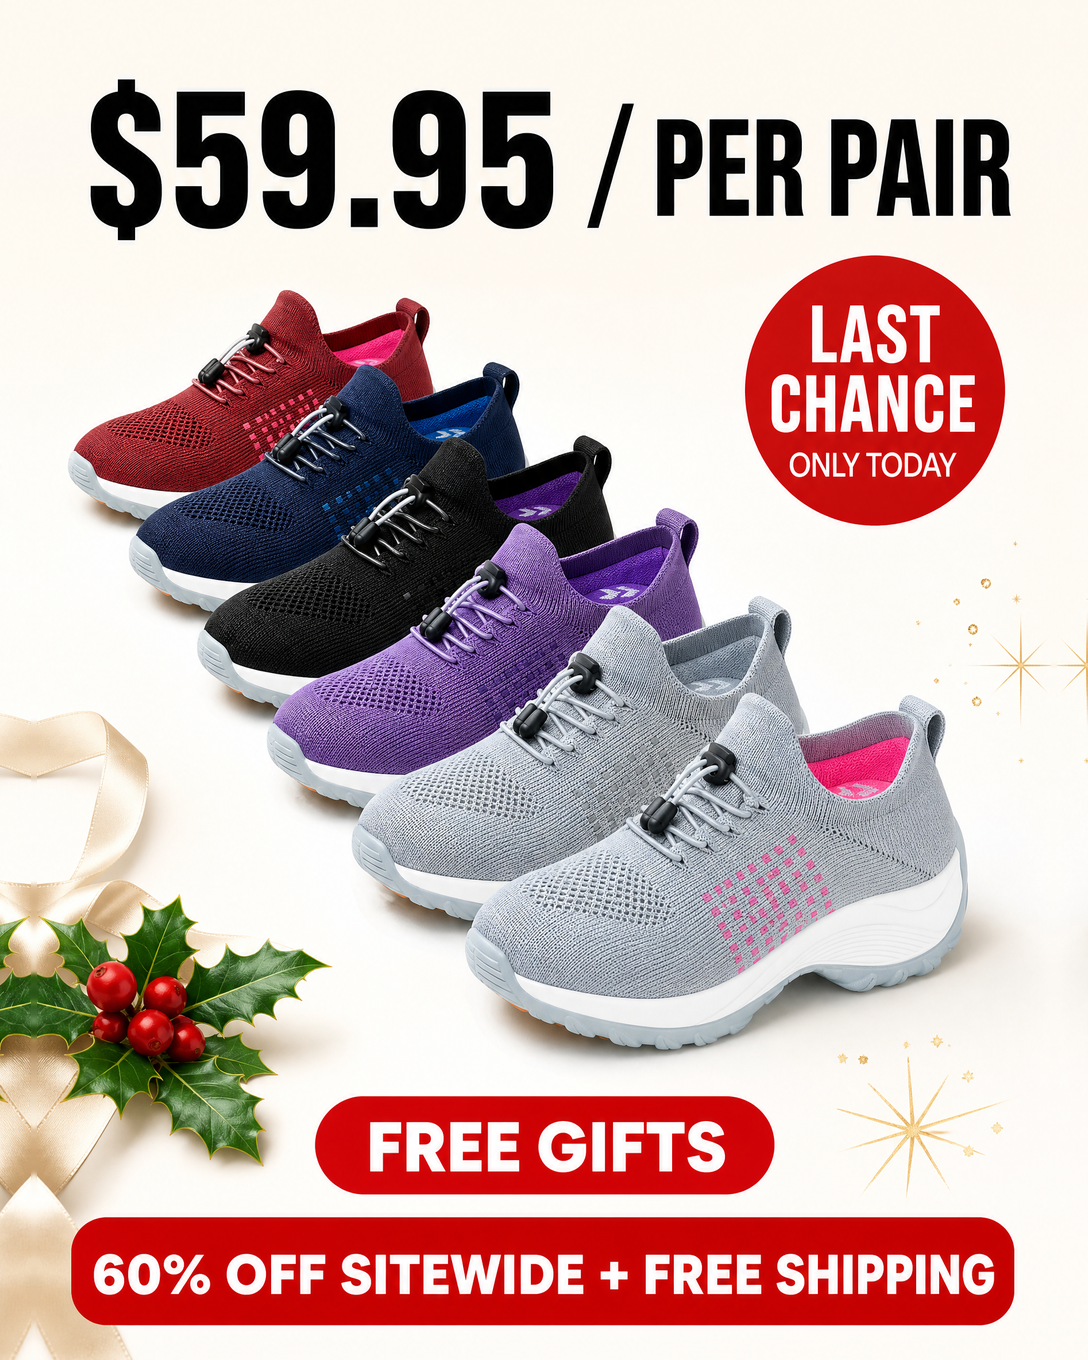 $59.95 / PER PAIR
LAST
CHANCE
ONLY TODAY
FREE GIFTS
60% OFF SITEWIDE + FREE SHIPPING